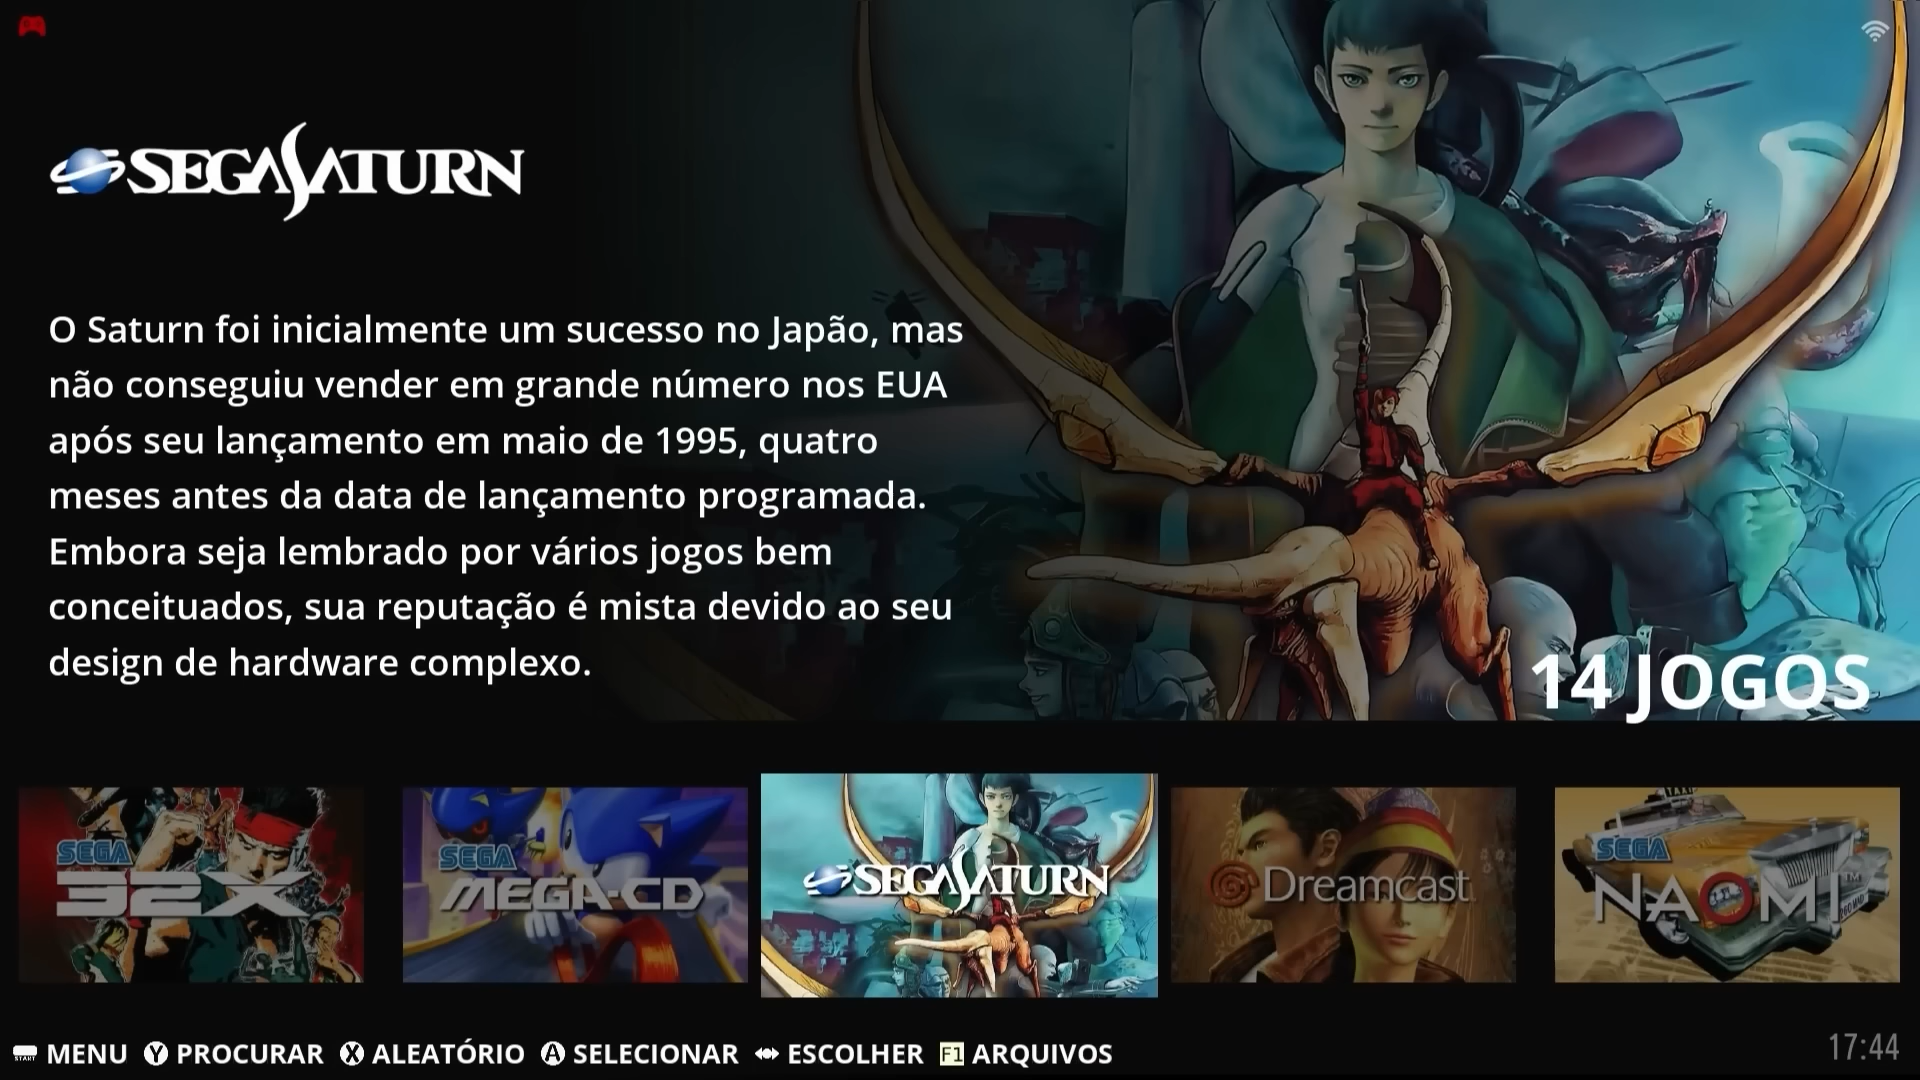 SEGA SATURN
O Saturn foi inicialmente um sucesso no Japão, mas
não conseguiu vender em grande número nos EUA
após seu lançamento em maio de 1995, quatro
meses antes da data de lançamento programada.
Embora seja lembrado por vários jogos bem
conceituados, sua reputação é mista devido ao seu
design de hardware complexo.
14 JOGOS
SEGA
32X
SEGA
MEGA-CD
SEGA SATURN
Dreamcast
TAXI
SEGA
NAOMI
START MENU Y PROCURAR X ALEATÓRIO A SELECIONAR ESCOLHER F1 ARQUIVOS
17:44